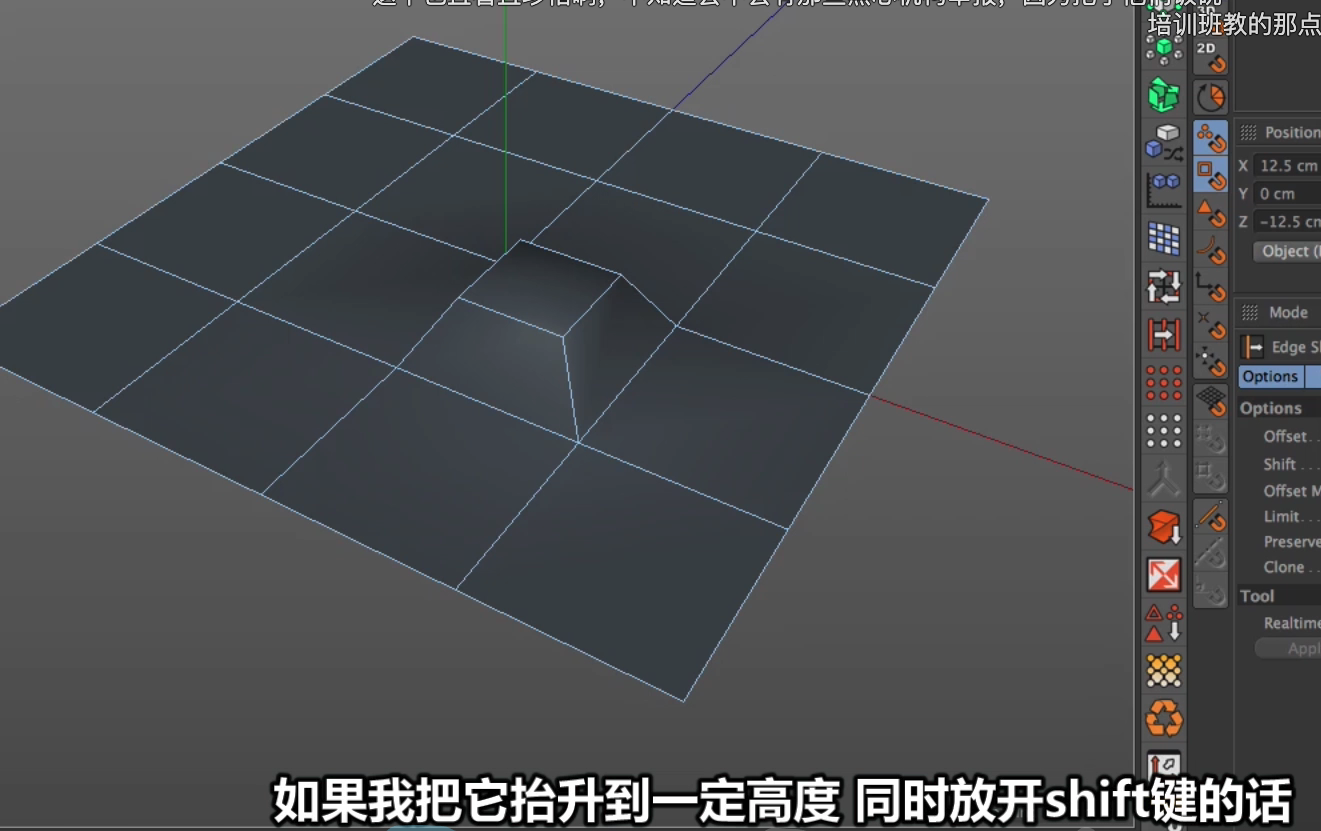 培训班教的那点
3D
2D
Position
X 12.5 cm
Y 0 cm
Z -12.5 cm
Object (
Mode
Edge Sl
Options
Options
Offset . .
Shift . . .
Offset M
Limit . . .
Preserve
Clone . .
Tool
Realtime
Appl
如果我把它抬升到一定高度 同时放开shift键的话